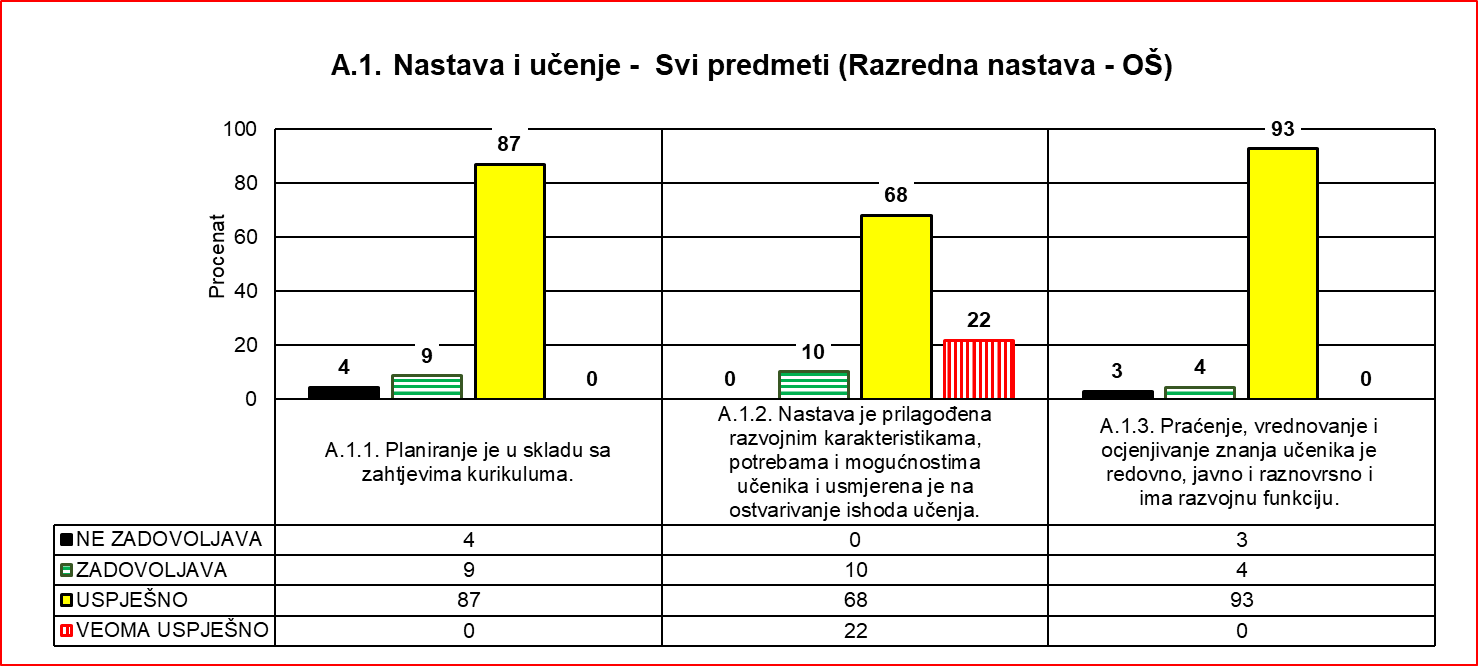 A.1. Nastava i učenje - Svi predmeti (Razredna nastava - OŠ)
Procenat
100
80
60
40
20
0
4
9
87
0
0
10
68
22
3
4
93
0
A.1.1. Planiranje je u skladu sa
zahtjevima kurikuluma.
A.1.2. Nastava je prilagođena
razvojnim karakteristikama,
potrebama i mogućnostima
učenika i usmjerena je na
ostvarivanje ishoda učenja.
A.1.3. Praćenje, vrednovanje i
ocjenjivanje znanja učenika je
redovno, javno i raznovrsno i
ima razvojnu funkciju.
NE ZADOVOLJAVA 4 0 3
ZADOVOLJAVA 9 10 4
USPJEŠNO 87 68 93
VEOMA USPJEŠNO 0 22 0